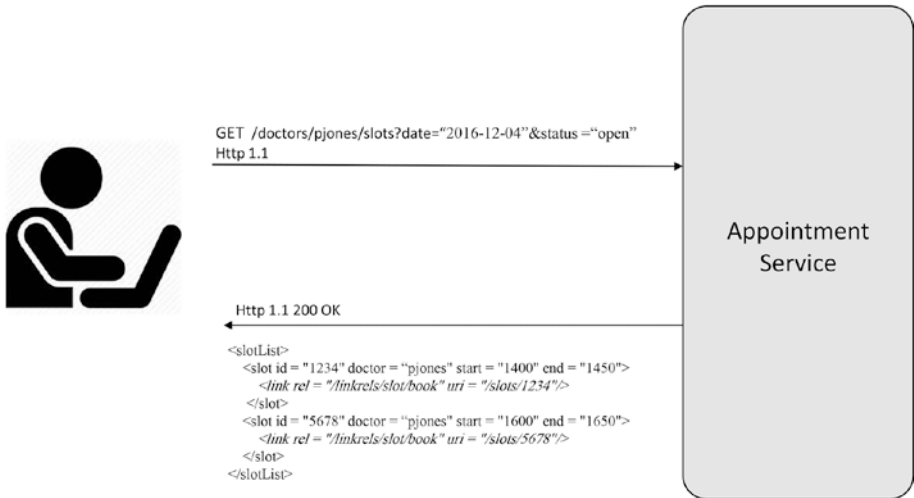 GET /doctors/pjones/slots?date="2016-12-04"&status =“open”
Http 1.1
Appointment
Service
Http 1.1 200 OK
<slotList>
<slot id = "1234" doctor = “pjones" start = "1400" end = "1450">
<link rel = "/linkrels/slot/book" uri = "/slots/1234"/>
</slot>
<slot id = "5678" doctor = “pjones" start = "1600" end = "1650">
<link rel = "/linkrels/slot/book" uri = "/slots/5678"/>
</slot>
</slotList>